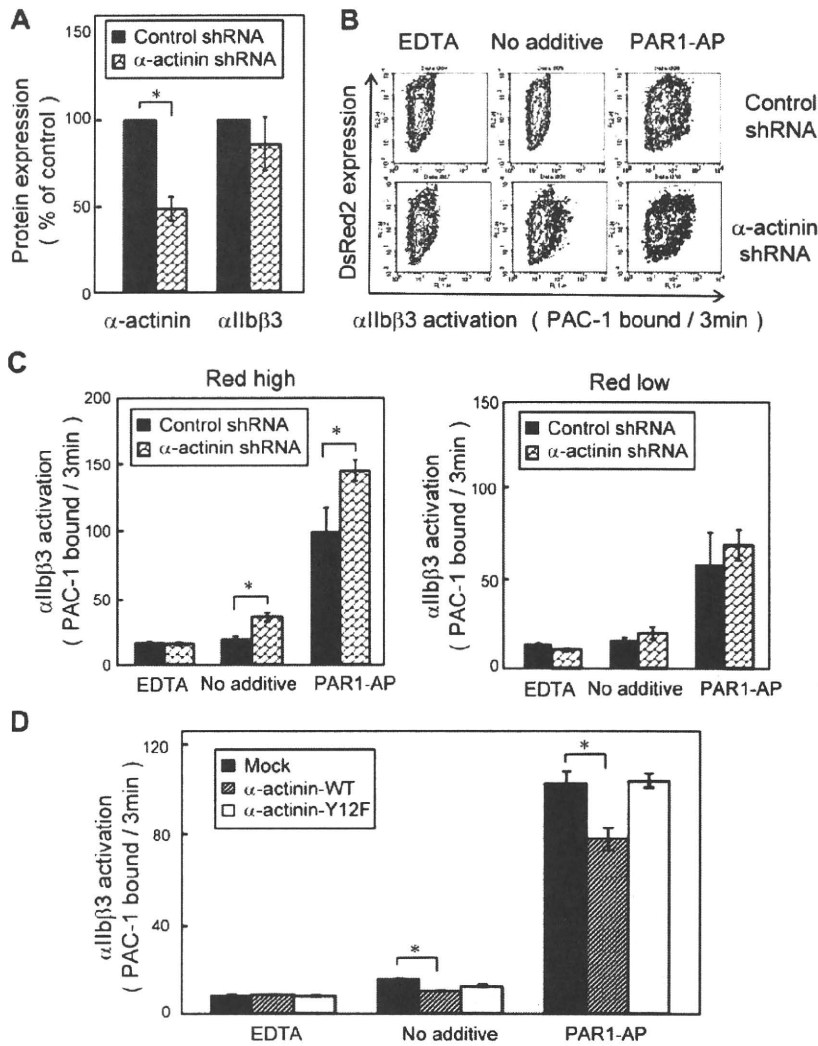 A
150
100
50
0
Protein expression
( % of control)
Control shRNA
α-actinin shRNA
*
α-actinin
αIIbβ3
B
EDTA
No additive
PAR1-AP
DsRed2 expression
Control
shRNA
α-actinin
shRNA
αIIbβ3 activation ( PAC-1 bound / 3min )
C
Red high
200
150
100
50
0
αIIbβ3 activation
( PAC-1 bound / 3min)
Control shRNA
α-actinin shRNA
*
*
EDTA
No additive
PAR1-AP
Red low
150
100
50
0
αIIbβ3 activation
( PAC-1 bound / 3min)
Control shRNA
α-actinin shRNA
EDTA
No additive
PAR1-AP
D
120
80
40
0
αIIbβ3 activation
( PAC-1 bound / 3min)
Mock
α-actinin-WT
α-actinin-Y12F
*
*
EDTA
No additive
PAR1-AP